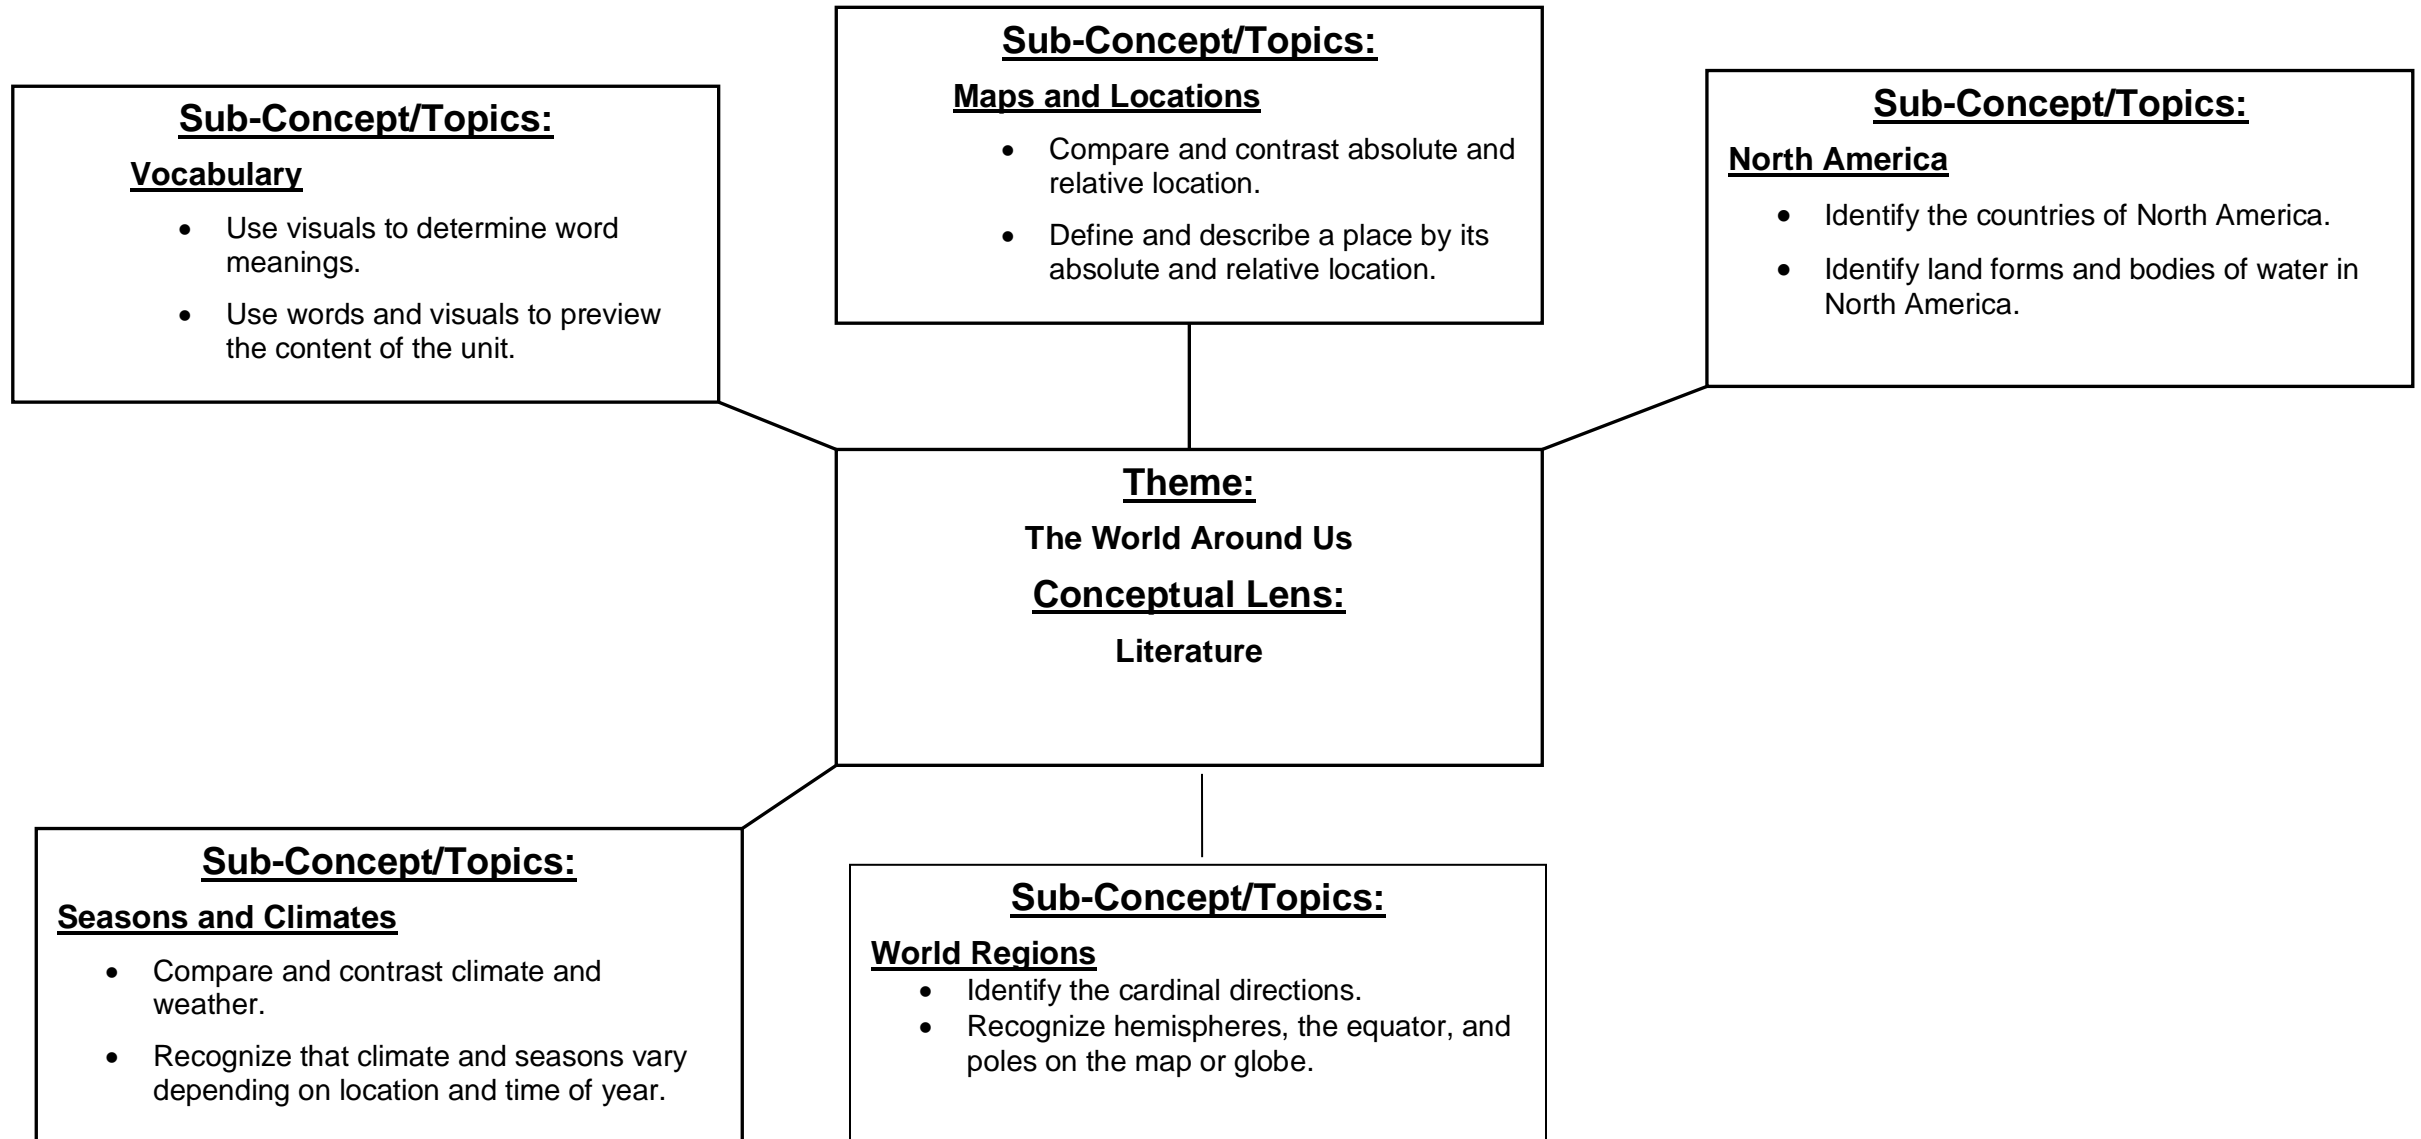 Sub-Concept/Topics:
Vocabulary
• Use visuals to determine word
meanings.
• Use words and visuals to preview
the content of the unit.
Sub-Concept/Topics:
Maps and Locations
• Compare and contrast absolute and
relative location.
• Define and describe a place by its
absolute and relative location.
Sub-Concept/Topics:
North America
• Identify the countries of North America.
• Identify land forms and bodies of water in
North America.
Theme:
The World Around Us
Conceptual Lens:
Literature
Sub-Concept/Topics:
Seasons and Climates
• Compare and contrast climate and
weather.
• Recognize that climate and seasons vary
depending on location and time of year.
Sub-Concept/Topics:
World Regions
• Identify the cardinal directions.
• Recognize hemispheres, the equator, and
poles on the map or globe.